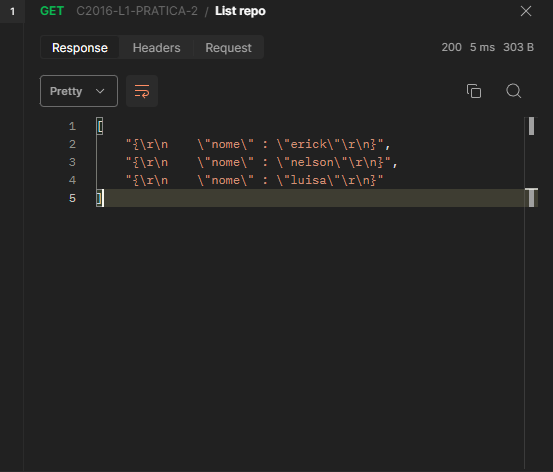 1 GET C2016-L1-PRATICA-2 / List repo
Response Headers Request 200 5 ms 303 B
Pretty
1 [
2 "{\r\n    \"nome\" : \"erick\"\r\n}",
3 "{\r\n    \"nome\" : \"nelson\"\r\n}",
4 "{\r\n    \"nome\" : \"luisa\"\r\n}"
5 ]